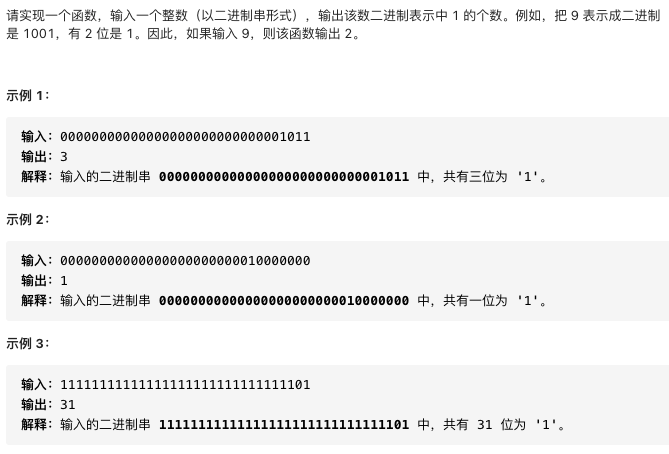 请实现一个函数，输入一个整数（以二进制串形式），输出该数二进制表示中 1 的个数。例如，把 9 表示成二进制
是 1001，有 2 位是 1。因此，如果输入 9，则该函数输出 2。
示例 1：
输入：00000000000000000000000000001011
输出：3
解释：输入的二进制串 00000000000000000000000000001011 中，共有三位为 '1'。
示例 2：
输入：00000000000000000000000010000000
输出：1
解释：输入的二进制串 00000000000000000000000010000000 中，共有一位为 '1'。
示例 3：
输入：11111111111111111111111111111101
输出：31
解释：输入的二进制串 11111111111111111111111111111101 中，共有 31 位为 '1'。